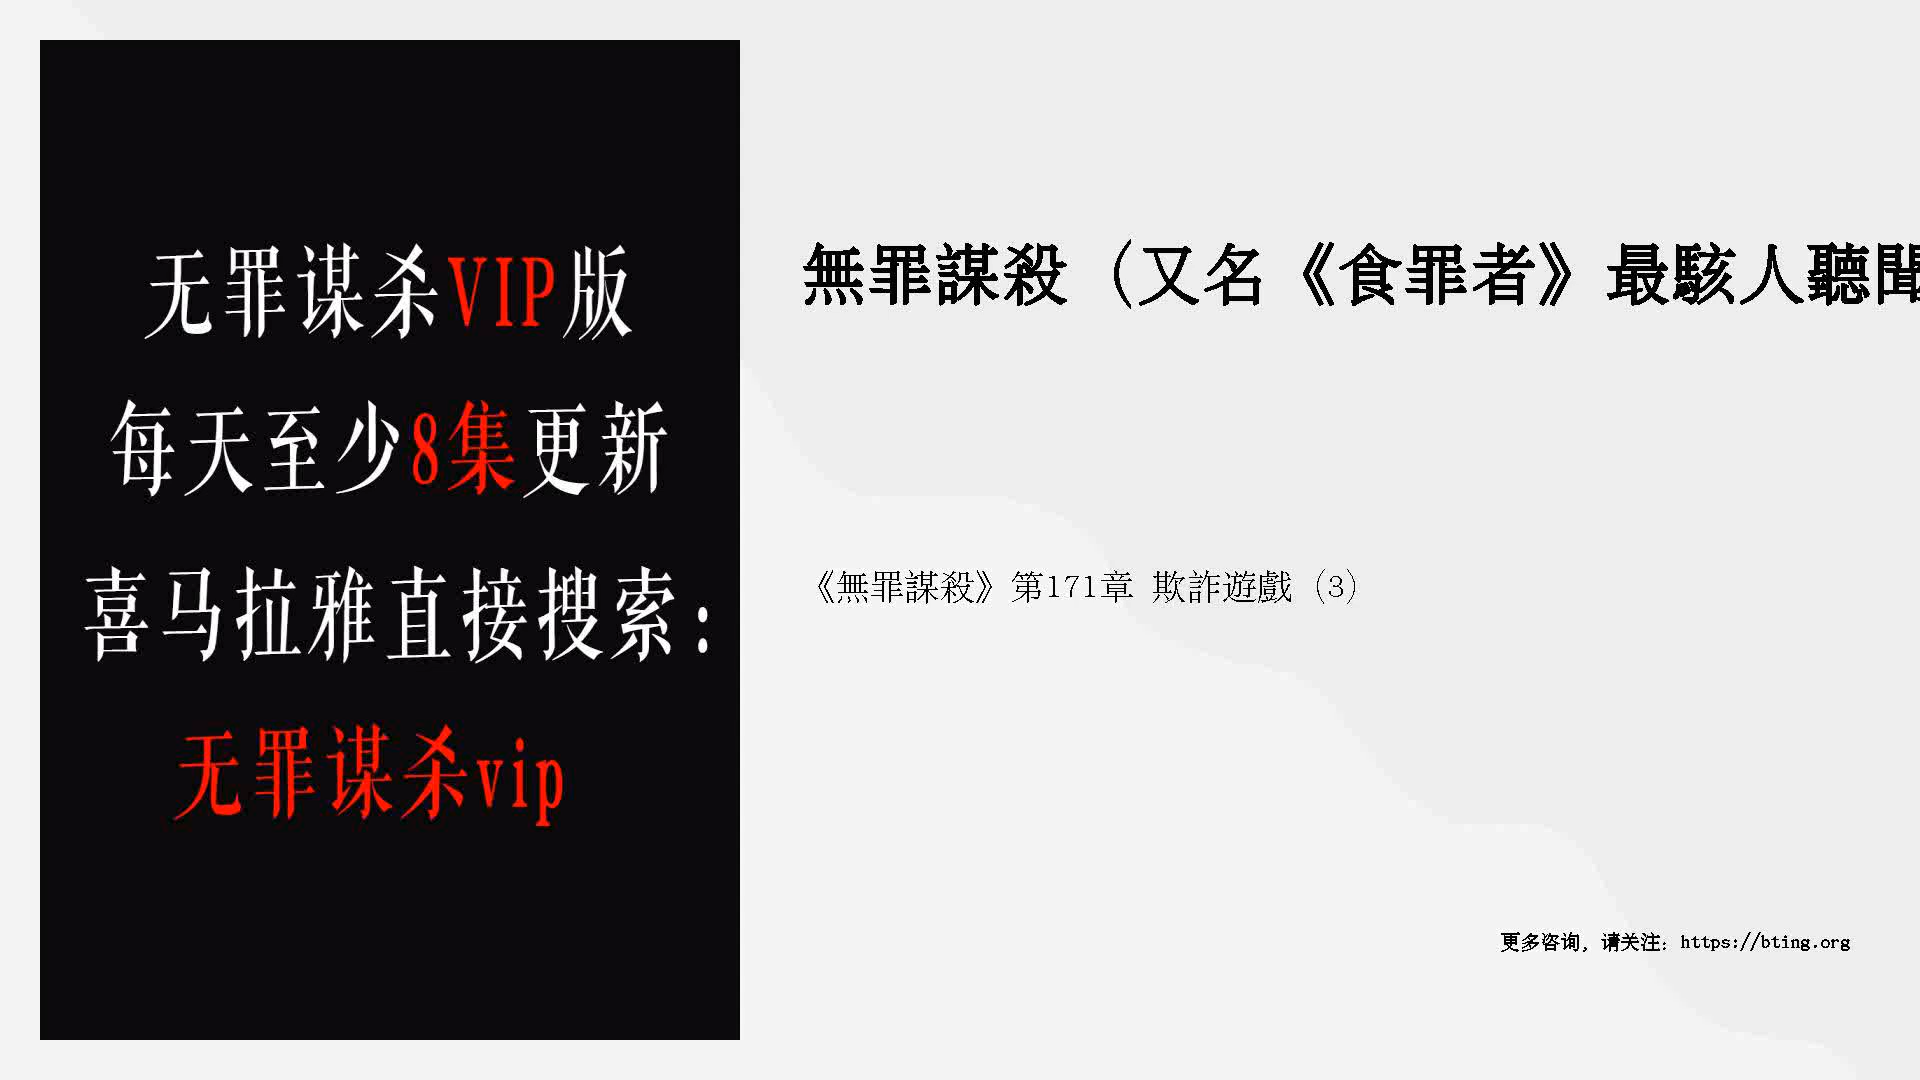 无罪谋杀VIP版
每天至少8集更新
喜马拉雅直接搜索:
无罪谋杀vip
無罪謀殺（又名《食罪者》最駭人聽聞
《無罪謀殺》第171章 欺詐遊戲（3）
更多咨询, 请关注: https://bting.org